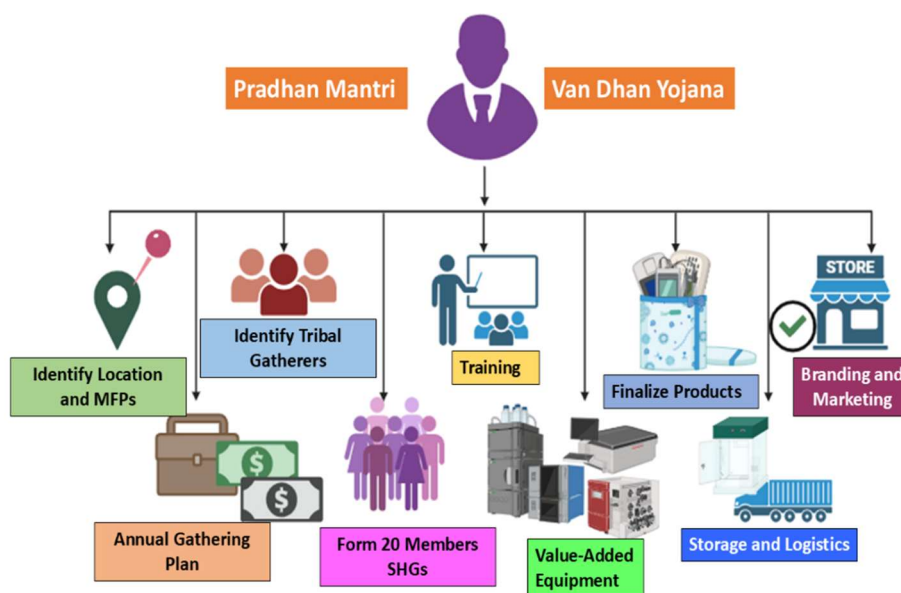 Pradhan Mantri
Van Dhan Yojana
STORE
Identify Location
and MFPs
Identify Tribal
Gatherers
Training
Finalize Products
Branding and
Marketing
$
$
Annual Gathering
Plan
Form 20 Members
SHGs
Value-Added
Equipment
Storage and Logistics